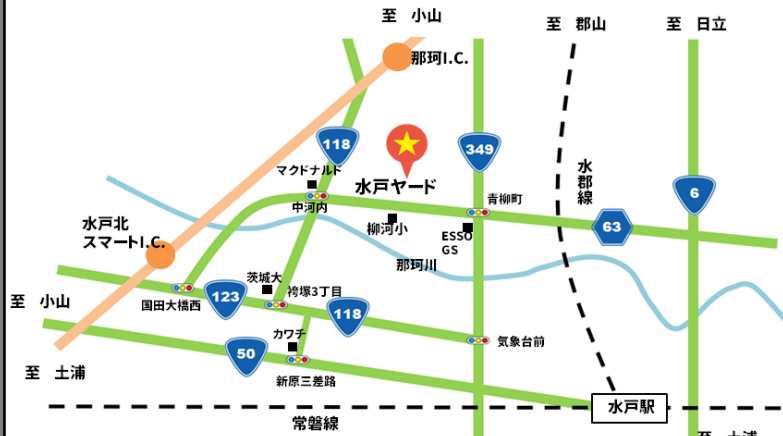 至 小山
至 郡山
至 日立
那珂I.C.
118
349
マクドナルド
水戸ヤード
水郡線
6
中河内
青柳町
柳河小
63
水戸北
スマートI.C.
ESSO
GS
那珂川
茨城大
至 小山
国田大橋西
123
袴塚3丁目
118
カワチ
気象台前
50
至 土浦
新原三差路
水戸駅
常磐線
至 土浦